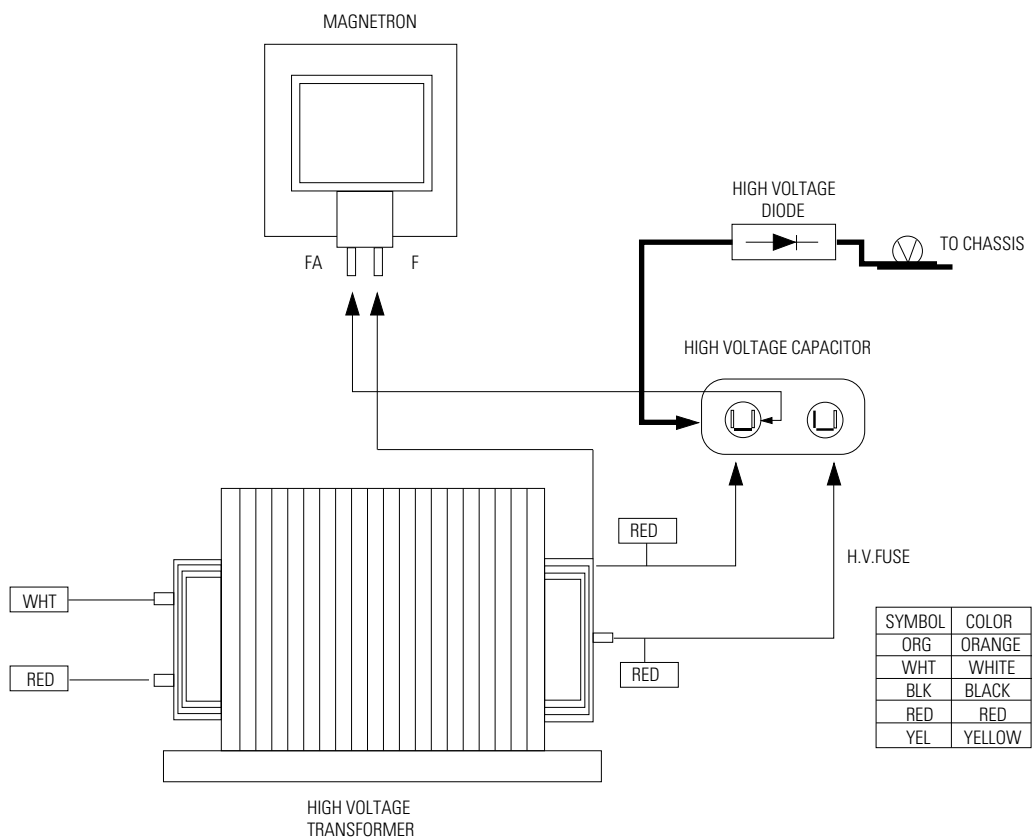 MAGNETRON
HIGH VOLTAGE
DIODE
TO CHASSIS
FA
F
HIGH VOLTAGE CAPACITOR
RED
H.V.FUSE
WHT
RED
RED
SYMBOL COLOR
ORG ORANGE
WHT WHITE
BLK BLACK
RED RED
YEL YELLOW
HIGH VOLTAGE
TRANSFORMER